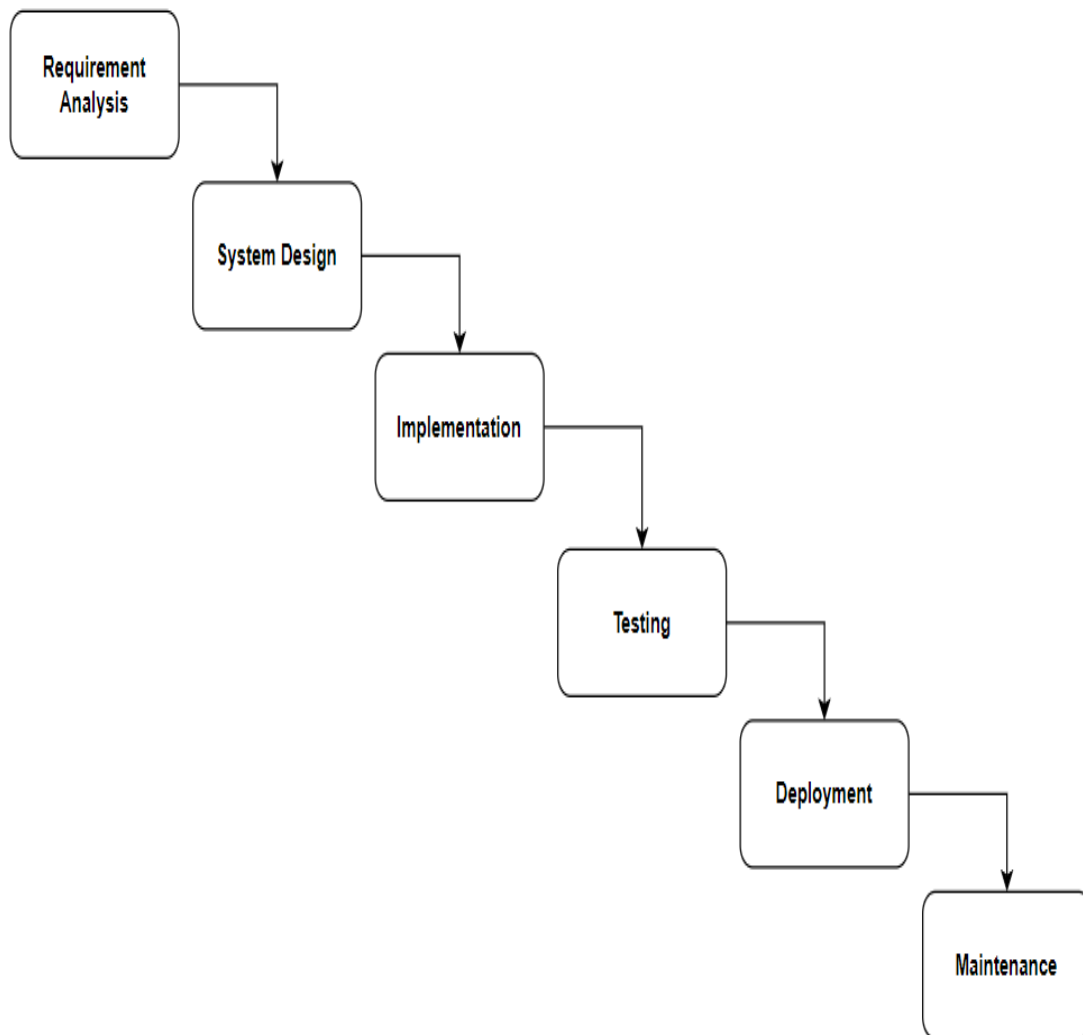 Requirement
Analysis
System Design
Implementation
Testing
Deployment
Maintenance